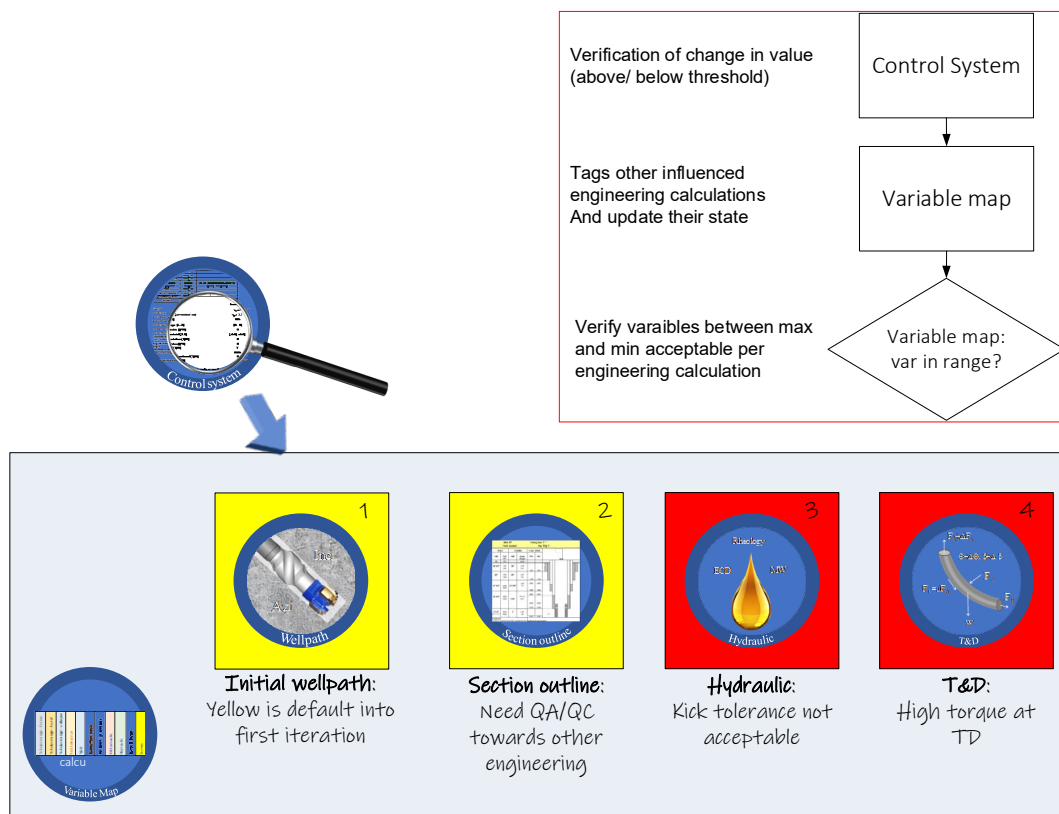 Verification of change in value
(above/ below threshold)
Control System
Tags other influenced
engineering calculations
And update their state
Variable map
Verify varaibles between max
and min acceptable per
engineering calculation
Variable map:
var in range?
Control system
1
Inc
Azi
Wellpath
Initial wellpath:
Yellow is default into
first iteration
2
Section outline
Section outline:
Need QA/QC
towards other
engineering
3
Rheology
ECD
MW
Hydraulic
Hydraulic:
Kick tolerance not
acceptable
4
W
T&D
T&D:
High torque at
TD
calcu
Variable Map